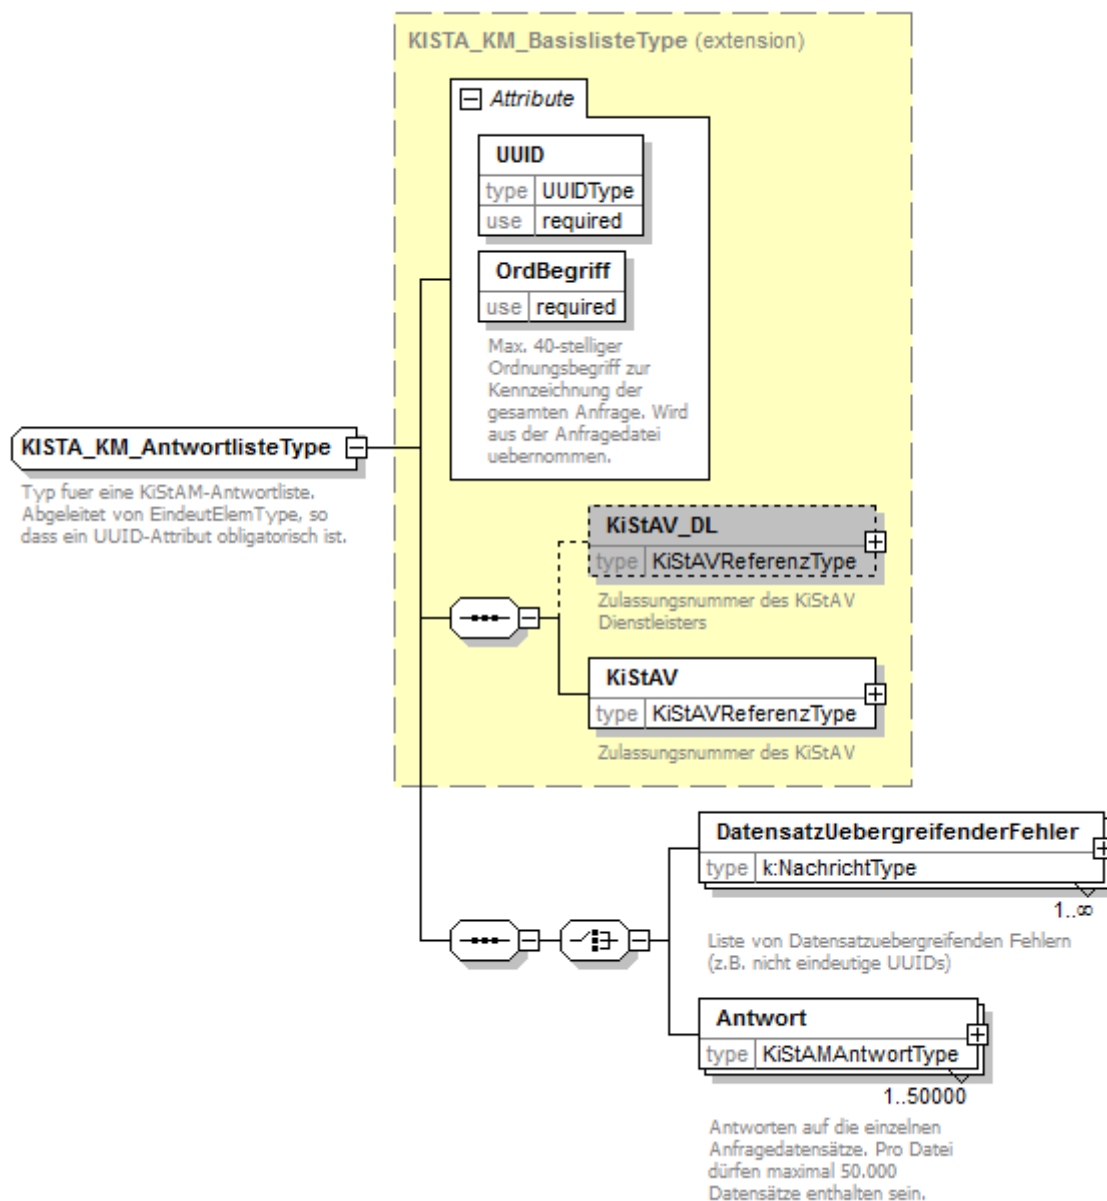 KISTA_KM_BasislisteType (extension)
Attribute
UUID
type UUIDType
use required
OrdBegriff
use required
Max. 40-stelliger
Ordnungsbegriff zur
Kennzeichnung der
gesamten Anfrage. Wird
aus der Anfragedatei
uebernommen.
KISTA_KM_AntwortlisteType
Typ fuer eine KiStAM-Antwortliste.
Abgeleitet von EindeutElemType, so
dass ein UUID-Attribut obligatorisch ist.
KiStAV_DL
type KiStAVReferenzType
Zulassungsnummer des KiStAV
Dienstleisters
KiStAV
type KiStAVReferenzType
Zulassungsnummer des KiStAV
DatensatzUebergreifenderFehler
type k:NachrichtType
1..∞
Liste von Datensatzuebergreifenden Fehlern
(z.B. nicht eindeutige UUIDs)
Antwort
type KiStAMAntwortType
1..50000
Antworten auf die einzelnen
Anfragedatensätze. Pro Datei
dürfen maximal 50.000
Datensätze enthalten sein.